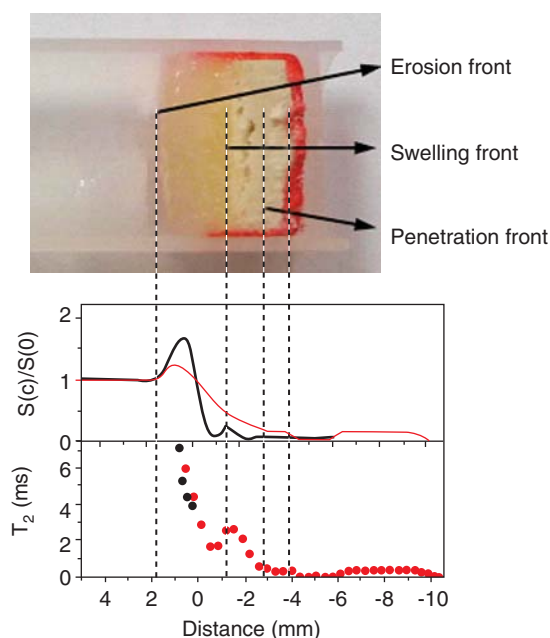 Erosion front
Swelling front
Penetration front
S(c)/S(0)
2
1
0
T₂ (ms)
6
4
2
0
5 4 2 0 -2 -4 -6 -8 -10
Distance (mm)